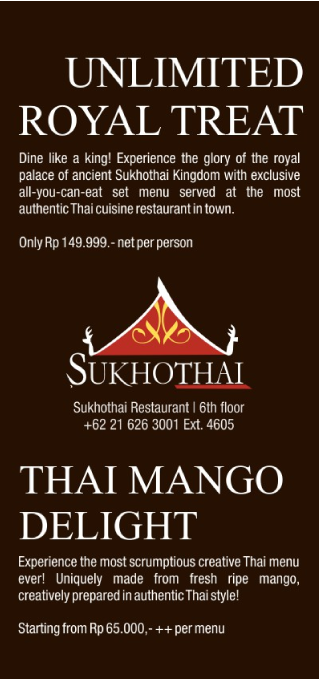 UNLIMITED
ROYAL TREAT
Dine like a king! Experience the glory of the royal
palace of ancient Sukhothai Kingdom with exclusive
all-you-can-eat set menu served at the most
authentic Thai cuisine restaurant in town.
Only Rp 149.999.- net per person
SUKHOTHAI
Sukhothai Restaurant | 6th floor
+62 21 626 3001 Ext. 4605
THAI MANGO
DELIGHT
Experience the most scrumptious creative Thai menu
ever! Uniquely made from fresh ripe mango,
creatively prepared in authentic Thai style!
Starting from Rp 65.000,- ++ per menu